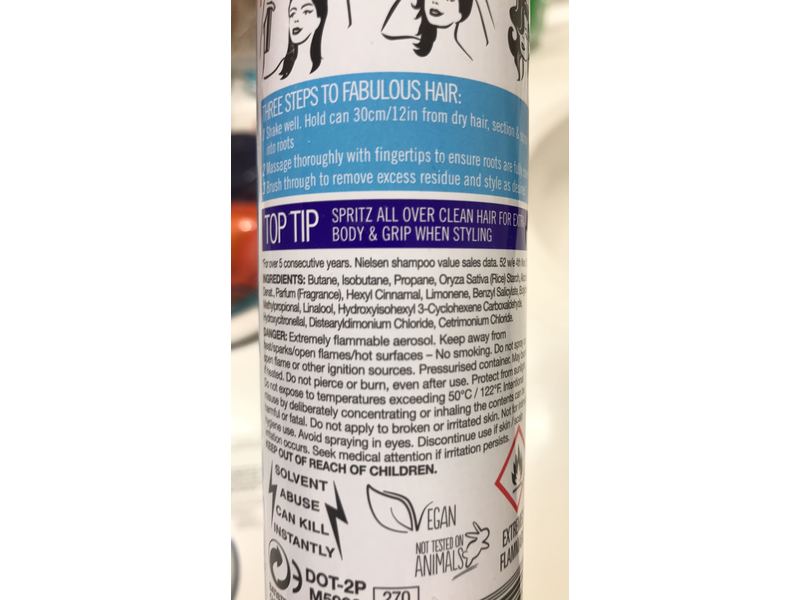 THREE STEPS TO FABULOUS HAIR:
Shake well. Hold can 30cm/12in from dry hair, section &
into roots
2 Massage thoroughly with fingertips to ensure roots are
3 Brush through to remove excess residue and style as
TOP TIP
SPRITZ ALL OVER CLEAN HAIR FOR
BODY & GRIP WHEN STYLING
*For over 5 consecutive years. Nielsen shampoo value sales data. 52 w/e 4th
INGREDIENTS: Butane, Isobutane, Propane, Oryza Sativa (Rice) Starch,
Denat., Parfum (Fragrance), Hexyl Cinnamal, Limonene, Benzyl Salicylate,
Methylpropional, Linalool, Hydroxyisohexyl 3-Cyclohexene Carboxaldehyde,
Hydroxycitronellal, Distearyldimonium Chloride, Cetrimonium Chloride.
DANGER: Extremely flammable aerosol. Keep away from
heat/sparks/open flames/hot surfaces – No smoking. Do not spray
open flame or other ignition sources. Pressurised container. May
if heated. Do not pierce or burn, even after use. Protect from
Do not expose to temperatures exceeding 50°C / 122°F. Intentional
misuse by deliberately concentrating or inhaling the contents can be
harmful or fatal. Do not apply to broken or irritated skin. Not for
hygiene use. Avoid spraying in eyes. Discontinue use if skin /
irritation occurs. Seek medical attention if irritation persists.
KEEP OUT OF REACH OF CHILDREN.
SOLVENT
ABUSE
CAN KILL
INSTANTLY
VEGAN
NOT TESTED ON
ANIMALS
FLAM
DOT-2P
270